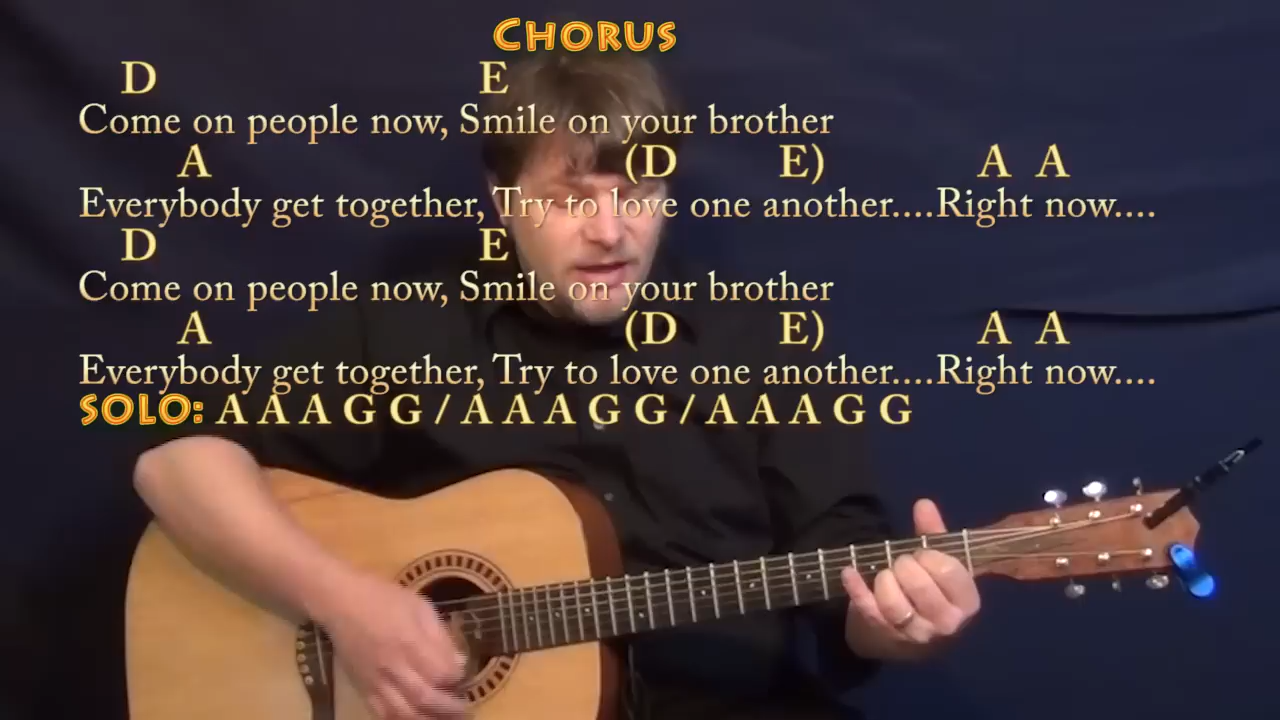 CHORUS
D E
Come on people now, Smile on your brother
A (D E) A A
Everybody get together, Try to love one another....Right now....
D E
Come on people now, Smile on your brother
A (D E) A A
Everybody get together, Try to love one another....Right now....
SOLO: A A A G G / A A A G G / A A A G G